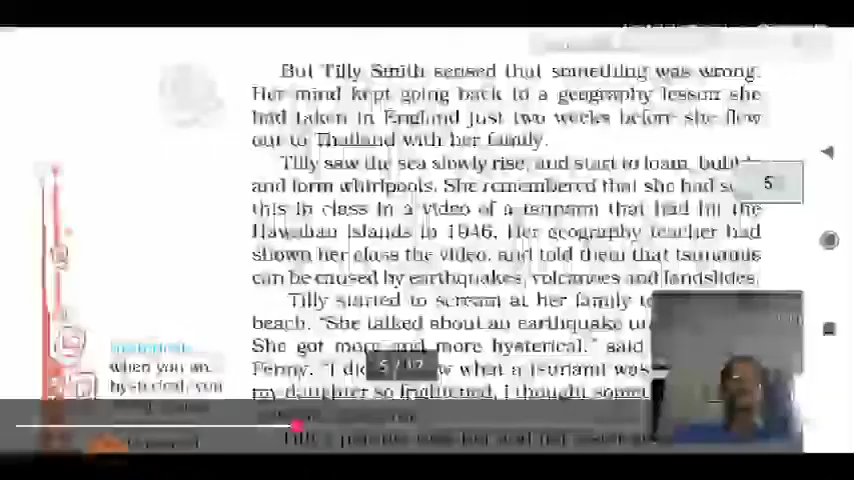 But Tilly Smith sensed that something was wrong.
Her mind kept going back to a geography lesson she
had taken in England just two weeks before she flew
out to Thailand with her family.
Tilly saw the sea slowly rise, and start to foam, bubble
and form whirlpools. She remembered that she had
this in class in a video of a tsunami that had hit the
Hawaiian islands in 1946. Her geography teacher had
shown her class the video, and told them that tsunamis
can be caused by earthquakes, volcanoes and landslides.
Tilly started to scream at her family to
beach. "She talked about an earthquake
She got more and more hysterical," said
Penny. "I what a tsunami was
my daughter so frightened, I thought
Tilly's parents
hysterical
when you are
hysterical, you
5
5 / 17